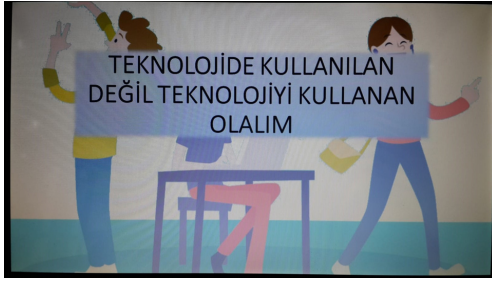 TEKNOLOJİDE KULLANILAN
DEĞİL TEKNOLOJİYİ KULLANAN
OLALIM